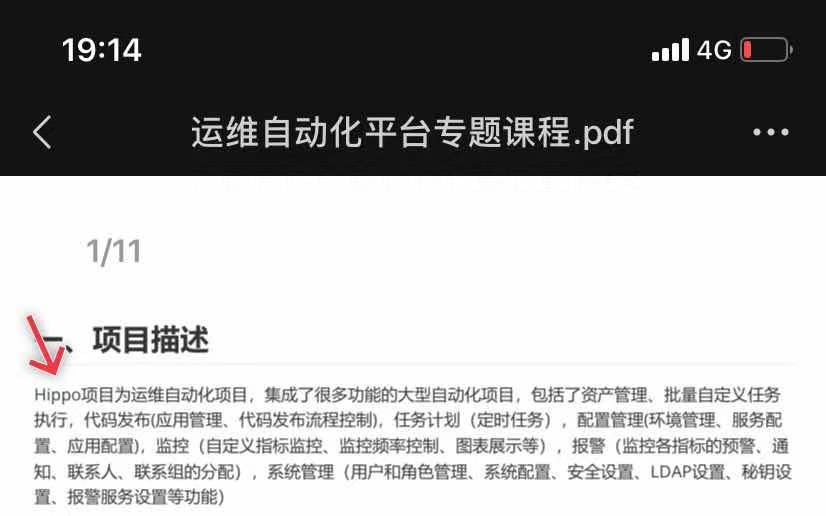 19:14
4G
运维自动化平台专题课程.pdf
1/11
一、项目描述
Hippo项目为运维自动化项目，集成了很多功能的大型自动化项目，包括了资产管理、批量自定义任务
执行，代码发布(应用管理、代码发布流程控制)，任务计划（定时任务），配置管理(环境管理、服务配
置、应用配置)，监控（自定义指标监控、监控频率控制、图表展示等），报警（监控各指标的预警、通
知、联系人、联系组的分配），系统管理（用户和角色管理、系统配置、安全设置、LDAP设置、秘钥设
置、报警服务设置等功能）